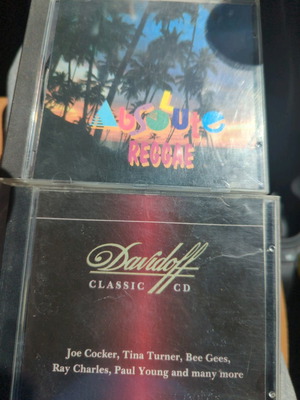 Absolute
REGGAE
Davidoff
CLASSIC CD
Joe Cocker, Tina Turner, Bee Gees,
Ray Charles, Paul Young and many more